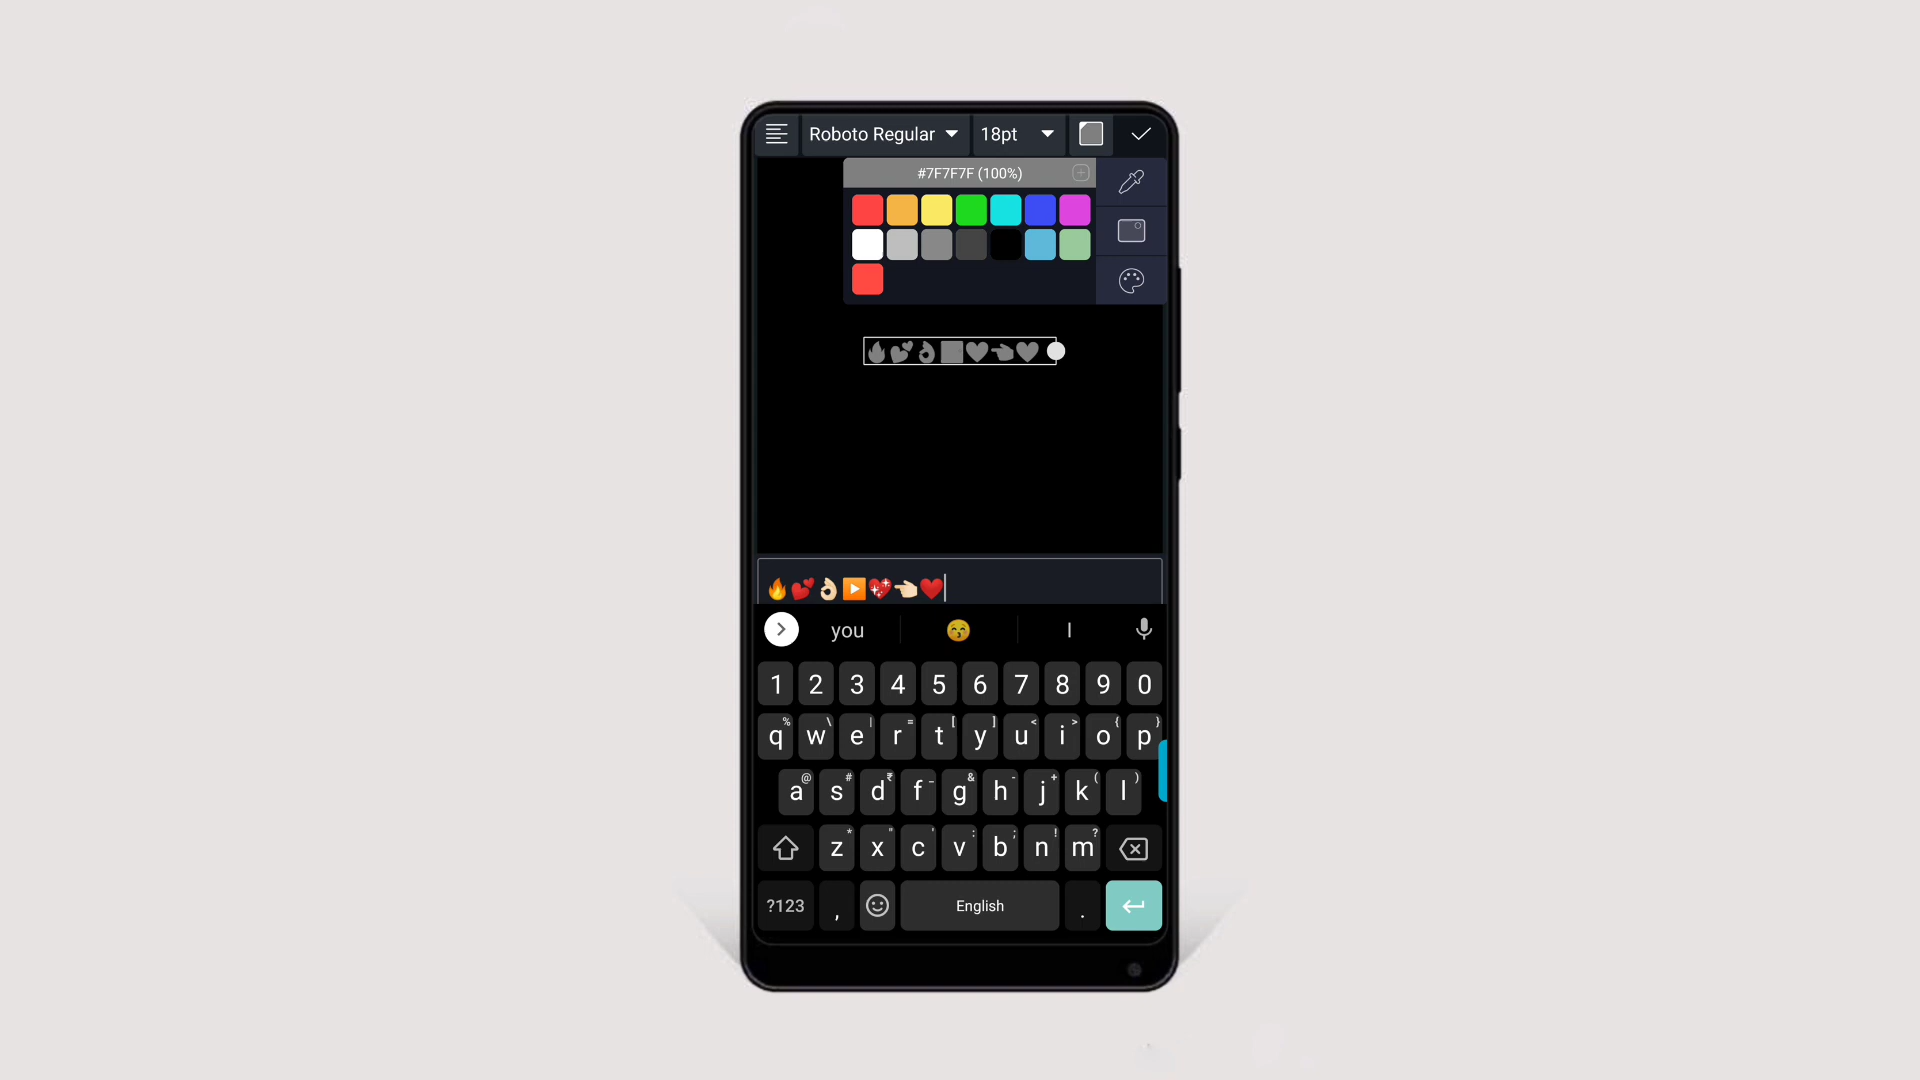 Roboto Regular 18pt
#7F7F7F (100%)
🔥💕👌🏻▶️💖👈🏻❤️
you 😚 I
1 2 3 4 5 6 7 8 9 0
% \ | = [ ] < > { }
q w e r t y u i o p
@ # ₹ _ & - + ( )
a s d f g h j k l
* " ' : ; ! ?
z x c v b n m
?123 , English .